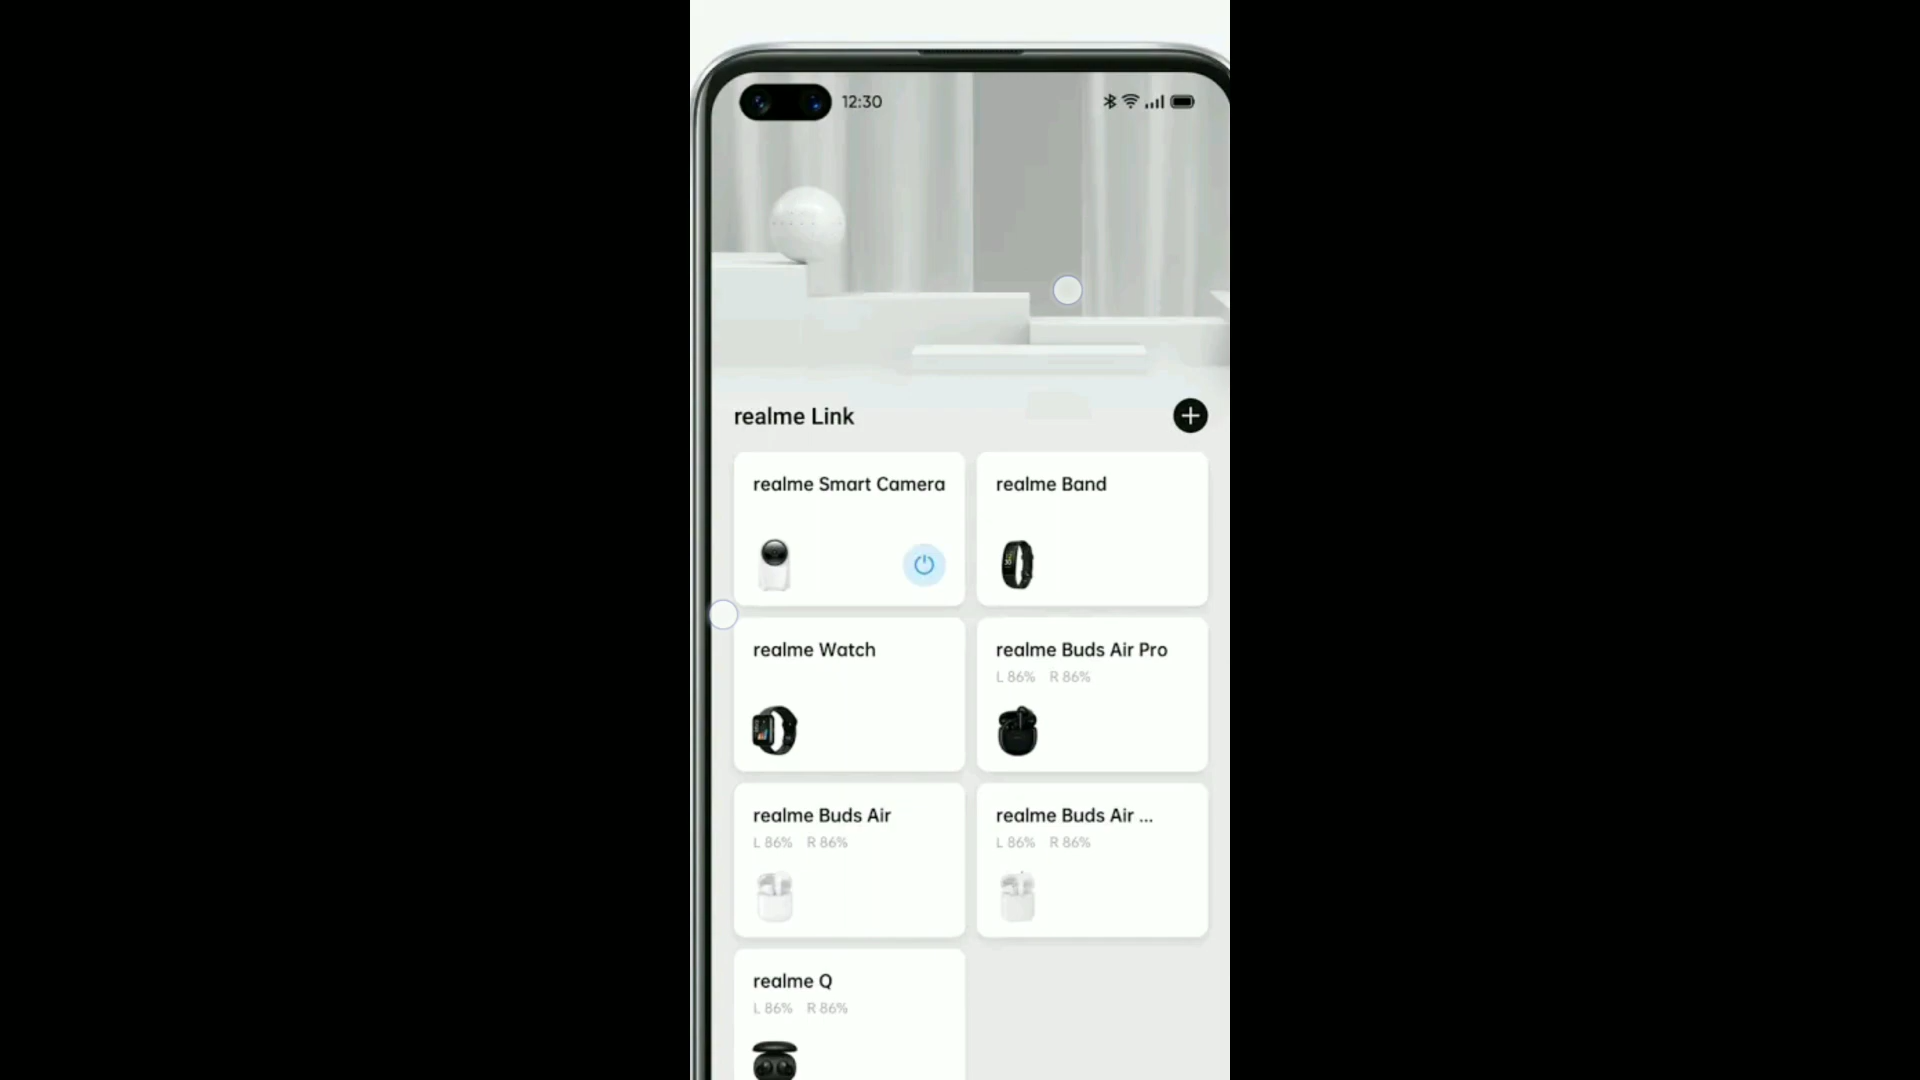 12:30
realme Link
realme Smart Camera
realme Band
realme Watch
realme Buds Air Pro
L 86% R 86%
realme Buds Air
L 86% R 86%
realme Buds Air ...
L 86% R 86%
realme Q
L 86% R 86%